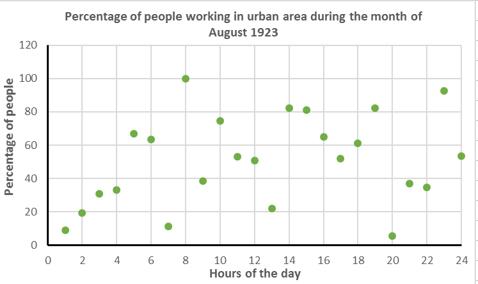 Percentage of people working in urban area during the month of
August 1923
120
100
80
60
40
20
0
Percentage of people
0 2 4 6 8 10 12 14 16 18 20 22 24
Hours of the day